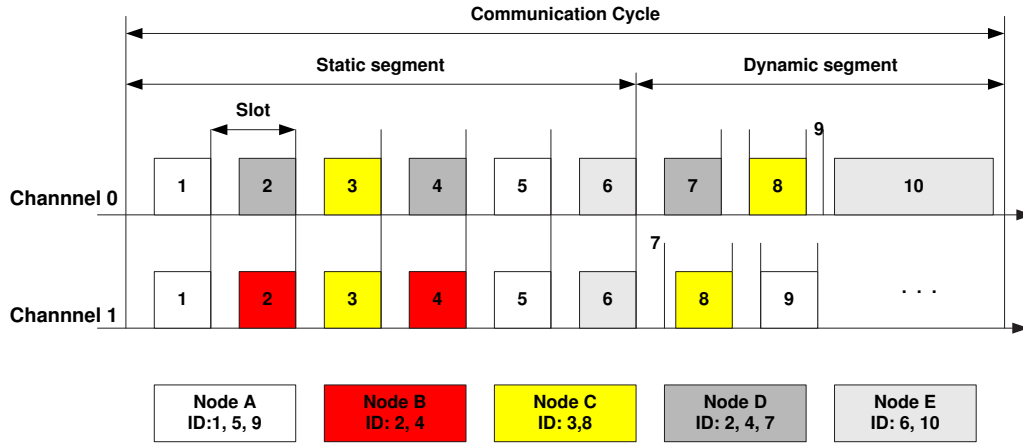 Communication Cycle
Static segment
Dynamic segment
Slot
9
Channnel 0
1
2
3
4
5
6
7
8
10
7
Channnel 1
1
2
3
4
5
6
8
9
. . .
Node A
ID:1, 5, 9
Node B
ID: 2, 4
Node C
ID: 3,8
Node D
ID: 2, 4, 7
Node E
ID: 6, 10